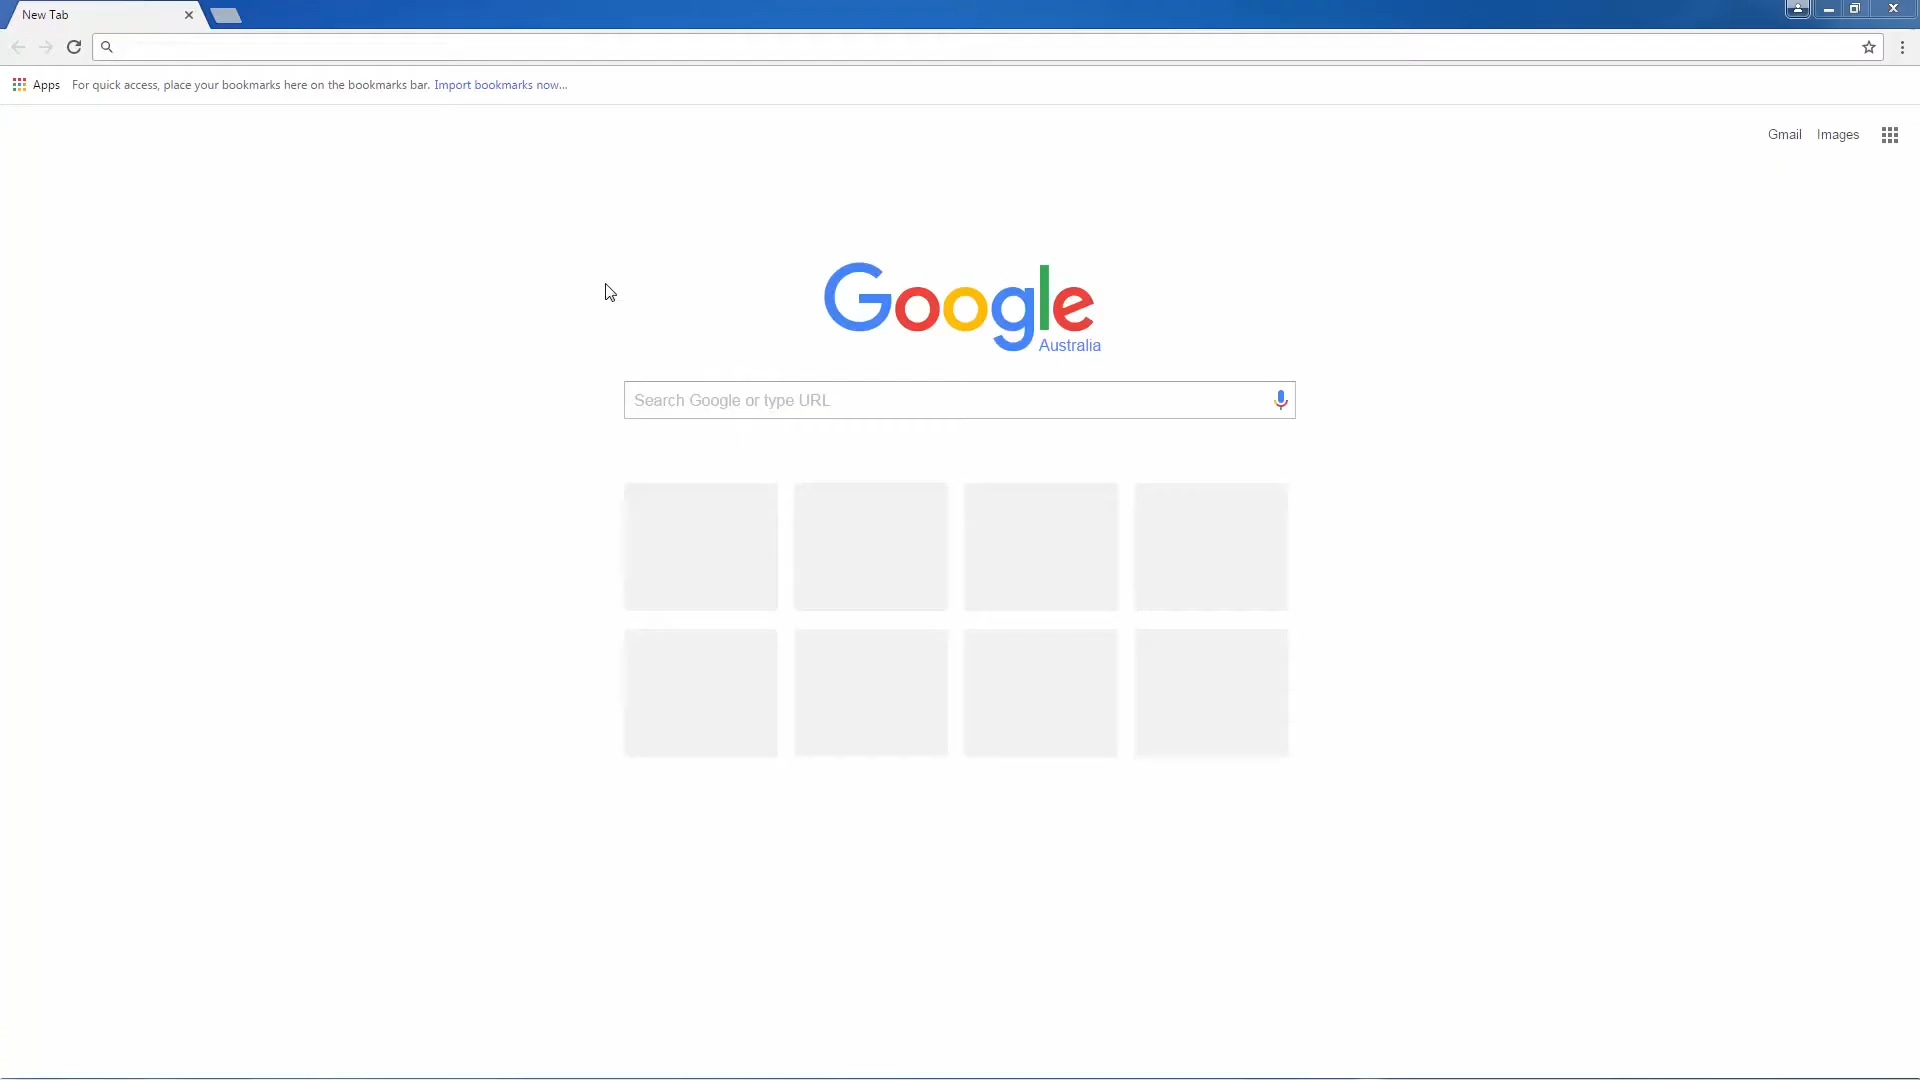 New Tab
Apps For quick access, place your bookmarks here on the bookmarks bar. Import bookmarks now...
Gmail Images
Google
Australia
Search Google or type URL